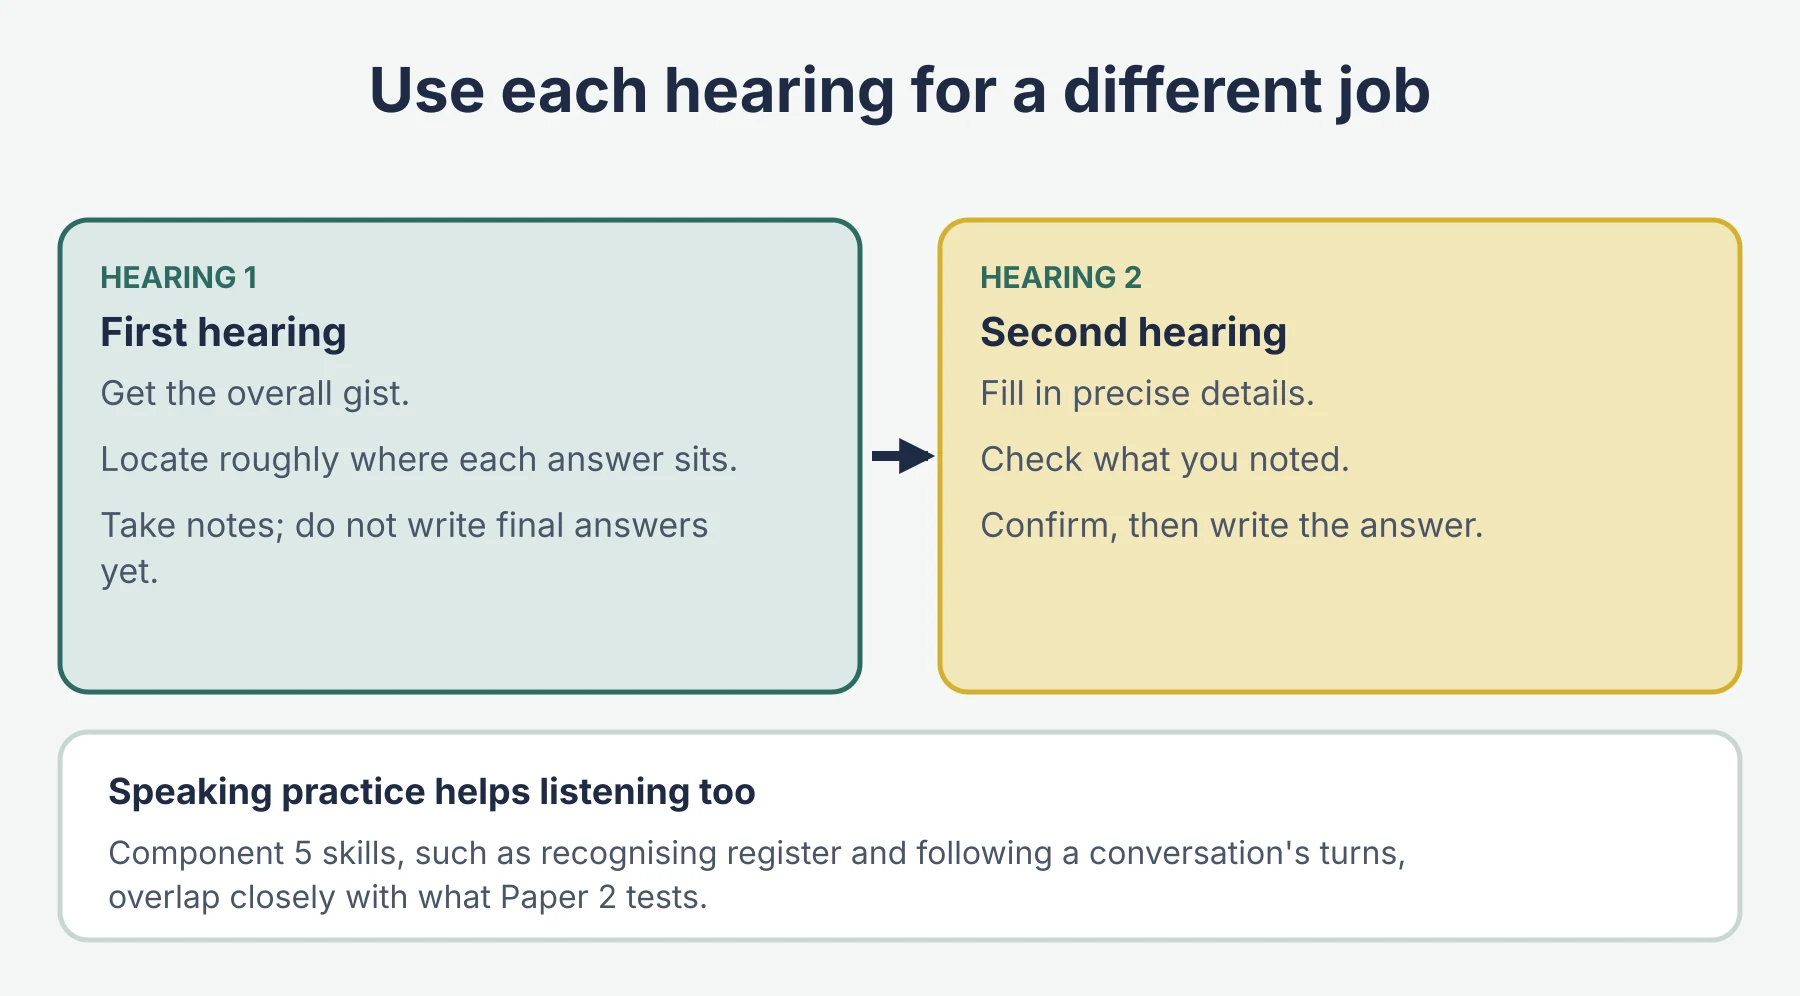 Use each hearing for a different job
HEARING 1
First hearing
Get the overall gist.
Locate roughly where each answer sits.
Take notes; do not write final answers
yet.
HEARING 2
Second hearing
Fill in precise details.
Check what you noted.
Confirm, then write the answer.
Speaking practice helps listening too
Component 5 skills, such as recognising register and following a conversation's turns,
overlap closely with what Paper 2 tests.